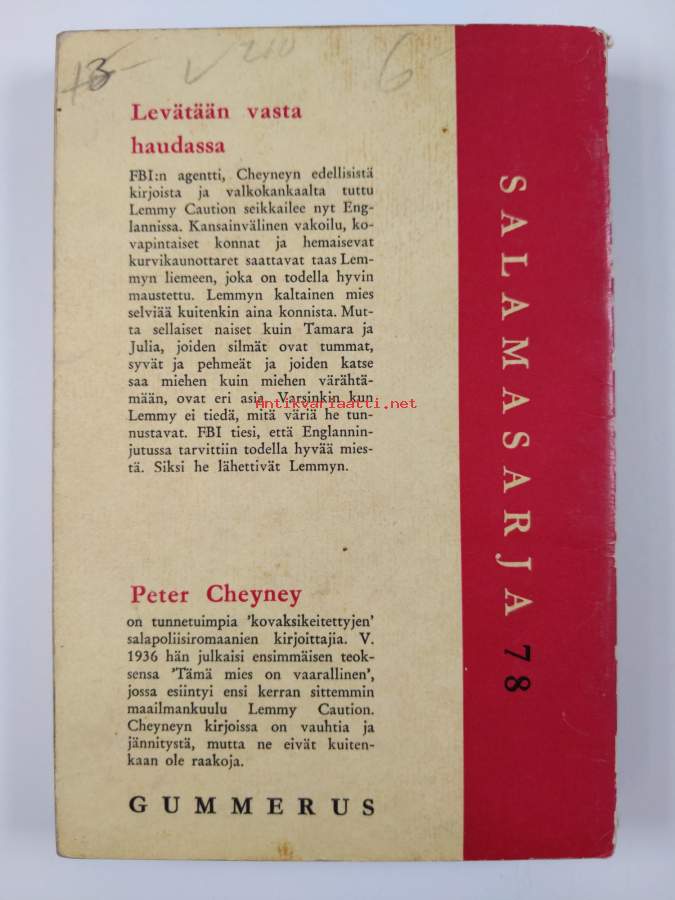 13-
210
6-
Levätään vasta
haudassa
FBI:n agentti, Cheyneyn edellisistä
kirjoista ja valkokankaalta tuttu
Lemmy Caution seikkailee nyt Eng-
lannissa. Kansainvälinen vakoilu, ko-
vapintaiset konnat ja hemaisevat
kurvikaunottaret saattavat taas Lem-
myn liemeen, joka on todella hyvin
maustettu. Lemmyn kaltainen mies
selviää kuitenkin aina konnista. Mut-
ta sellaiset naiset kuin Tamara ja
Julia, joiden silmät ovat tummat,
syvät ja pehmeät ja joiden katse
saa miehen kuin miehen värähtä-
mään, ovat eri asia. Varsinkin kun
Antikvariaatti.net
Lemmy ei tiedä, mitä väriä he tun-
nustavat. FBI tiesi, että Englannin-
jutussa tarvittiin todella hyvää mies-
tä. Siksi he lähettivät Lemmyn.
Peter Cheyney
on tunnetuimpia 'kovaksikeitettyjen'
salapoliisiromaanien kirjoittajia. V.
1936 hän julkaisi ensimmäisen teok-
sensa 'Tämä mies on vaarallinen',
jossa esiintyi ensi kerran sittemmin
maailmankuulu Lemmy Caution.
Cheyneyn kirjoissa on vauhtia ja
jännitystä, mutta ne eivät kuiten-
kaan ole raakoja.
GUMMERUS
SALAMASARJA 78